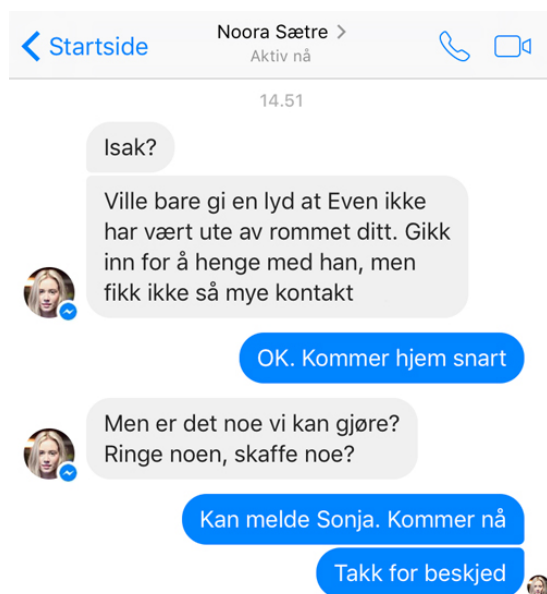 Startside
Noora Sætre
Aktiv nå
14.51
Isak?
Ville bare gi en lyd at Even ikke
har vært ute av rommet ditt. Gikk
inn for å henge med han, men
fikk ikke så mye kontakt
OK. Kommer hjem snart
Men er det noe vi kan gjøre?
Ringe noen, skaffe noe?
Kan melde Sonja. Kommer nå
Takk for beskjed